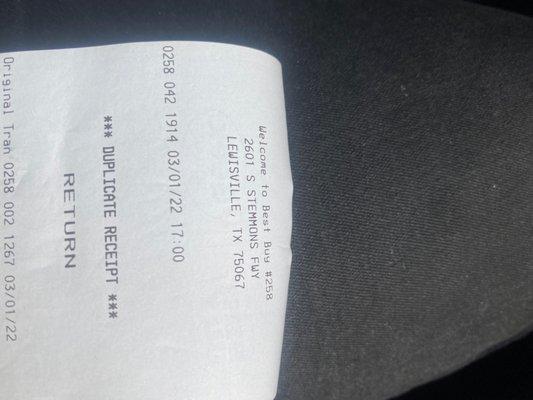 Welcome to Best Buy #258
2601 S STEMMONS FWY
LEWISVILLE, TX 75067
0258 042 1914 03/01/22 17:00
*** DUPLICATE RECEIPT ***
RETURN
Original Tran 0258 002 1267 03/01/22